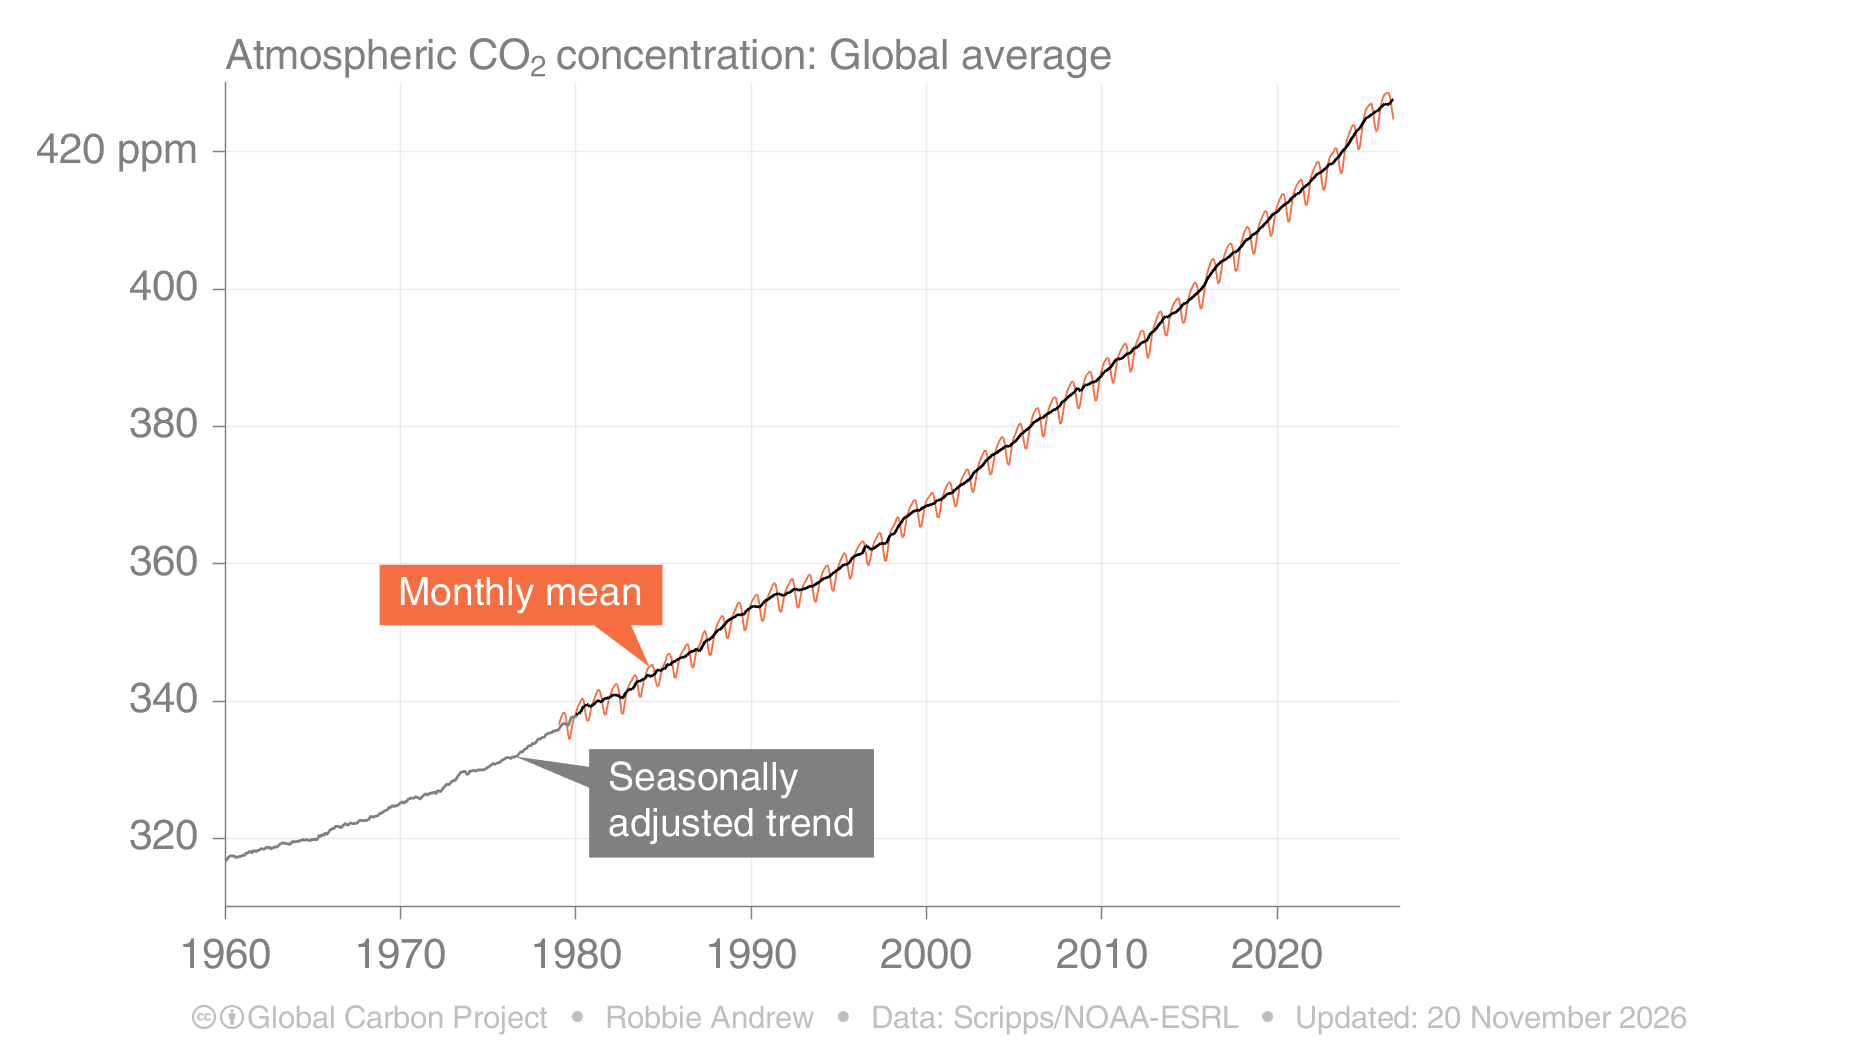 Atmospheric CO₂ concentration: Global average
420 ppm
400
380
360
340
320
Monthly mean
Seasonally
adjusted trend
1960 1970 1980 1990 2000 2010 2020
cc Global Carbon Project • Robbie Andrew • Data: Scripps/NOAA-ESRL • Updated: 20 November 2026